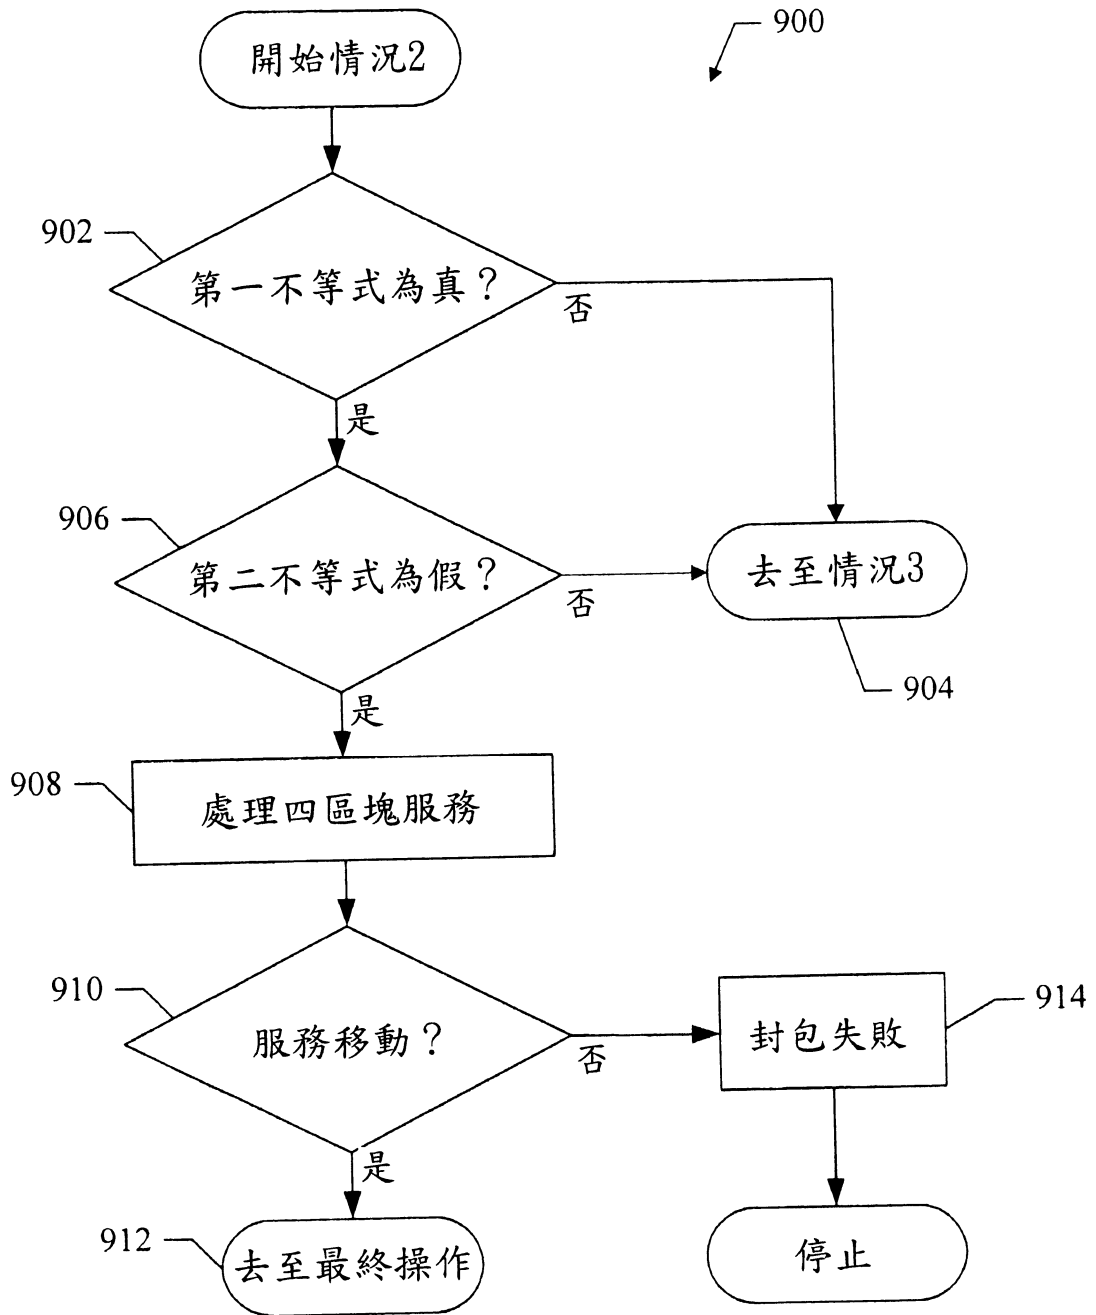 開始情況2
900
902
第一不等式為真？
否
是
906
第二不等式為假？
否
去至情況3
904
是
908
處理四區塊服務
910
服務移動？
否
封包失敗
914
是
912
去至最終操作
停止